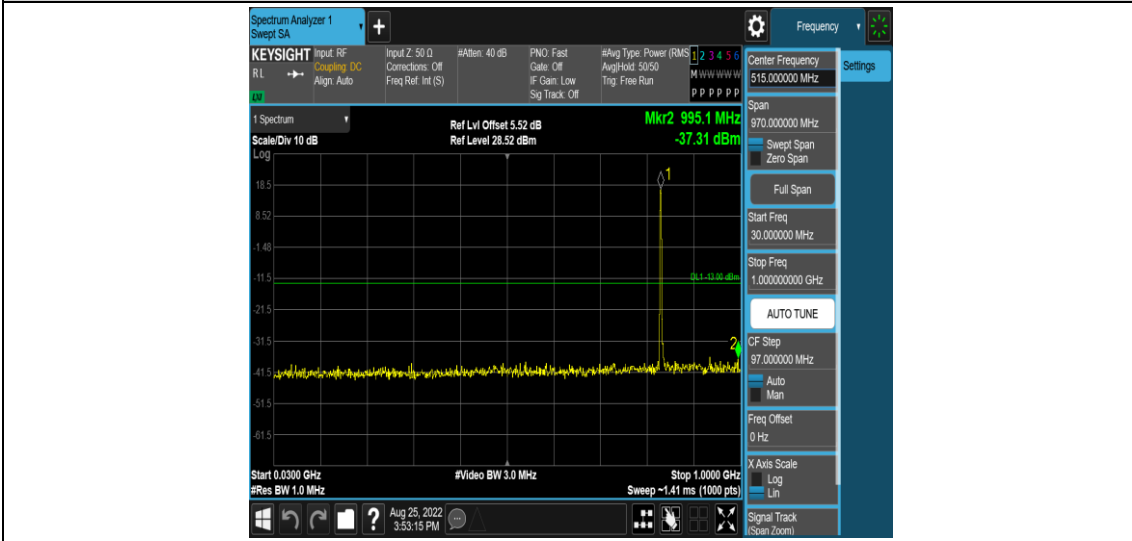 Spectrum Analyzer 1
Swept SA
+
Frequency
KEYSIGHT
RL
Input: RF
Coupling: DC
Align: Auto
Input Z: 50 Ω
Corrections: Off
Freq Ref: Int (S)
#Atten: 40 dB
PNO: Fast
Gate: Off
IF Gain: Low
Sig Track: Off
#Avg Type: Power (RMS
Avg|Hold: 50/50
Trig: Free Run
1 2 3 4 5 6
M W W W W W
P P P P P P
1 Spectrum
Scale/Div 10 dB
Log
Ref Lvl Offset 5.52 dB
Ref Level 28.52 dBm
Mkr2 995.1 MHz
-37.31 dBm
1
18.5
8.52
-1.48
-11.5
DL1 -13.00 dBm
-21.5
-31.5
2
-41.5
-51.5
-61.5
Start 0.0300 GHz
#Res BW 1.0 MHz
#Video BW 3.0 MHz
Stop 1.0000 GHz
Sweep ~1.41 ms (1000 pts)
?
Aug 25, 2022
3:53:15 PM
Center Frequency
515.000000 MHz
Settings
Span
970.000000 MHz
Swept Span
Zero Span
Full Span
Start Freq
30.000000 MHz
Stop Freq
1.000000000 GHz
AUTO TUNE
CF Step
97.000000 MHz
Auto
Man
Freq Offset
0 Hz
X Axis Scale
Log
Lin
Signal Track
(Span Zoom)